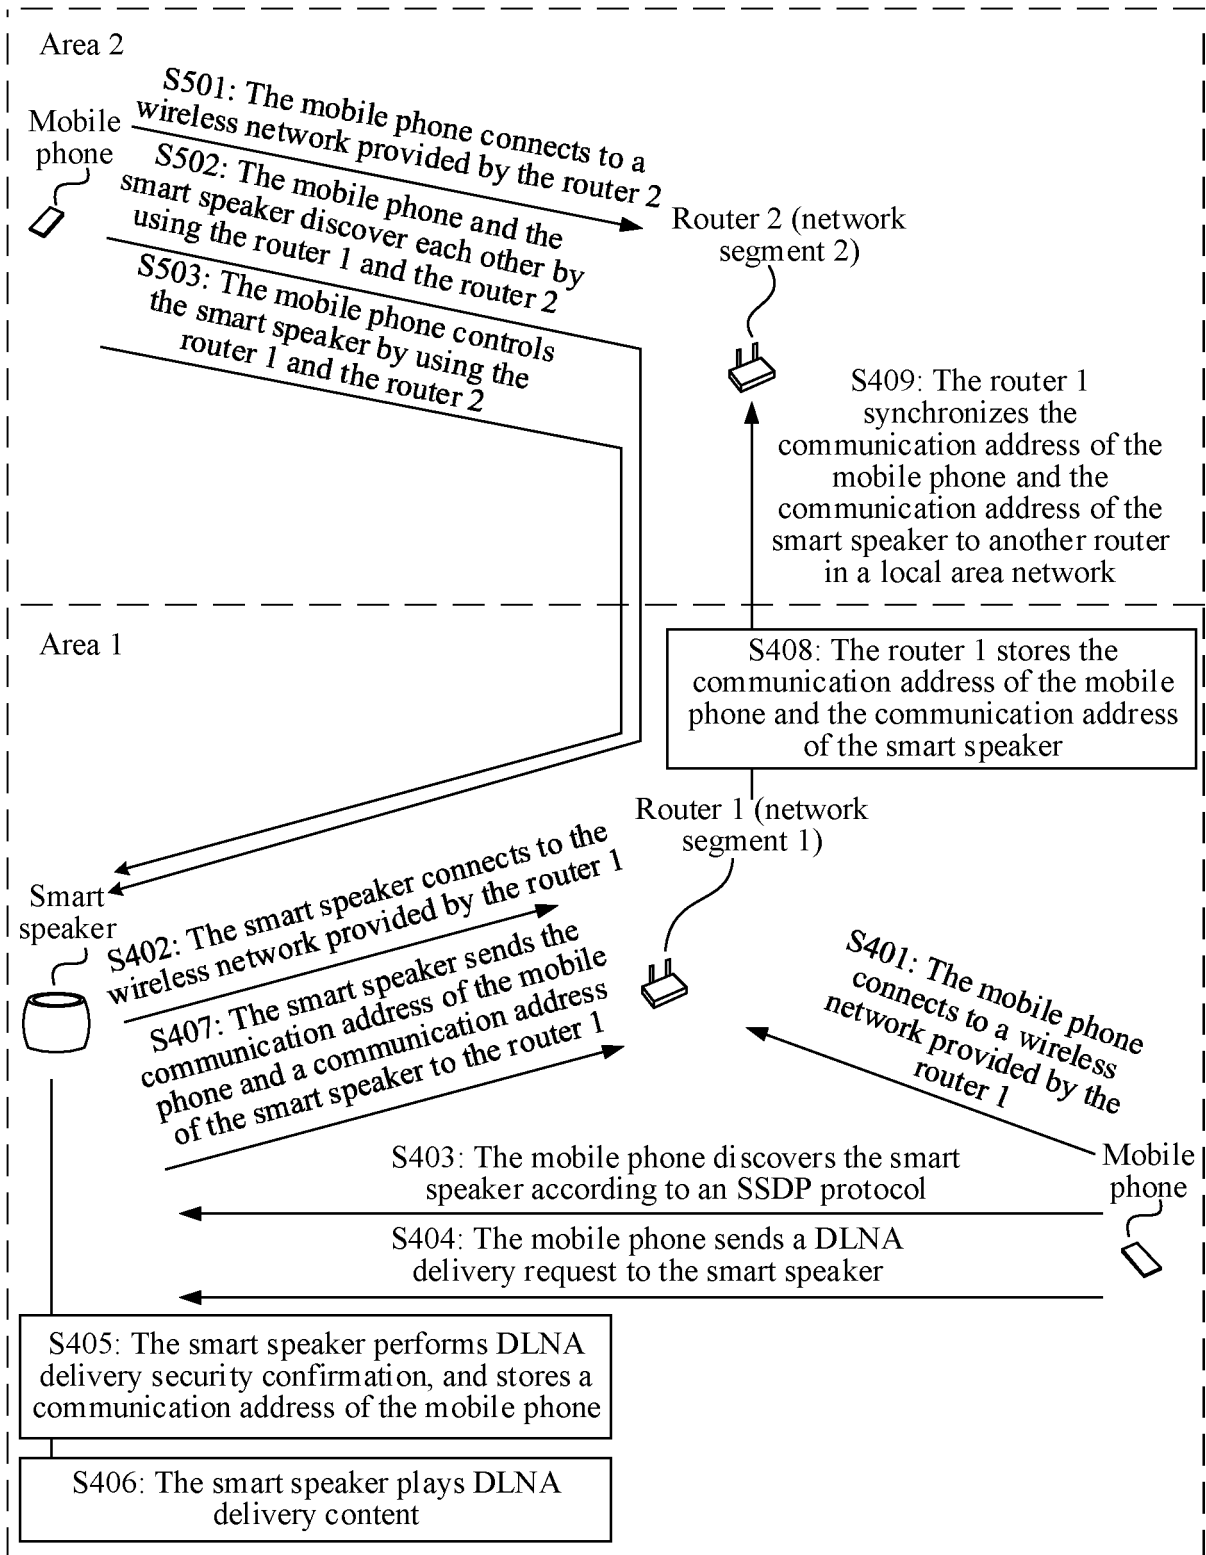 Area 2
S501: The mobile phone connects to a
wireless network provided by the router 2
Mobile
phone
S502: The mobile phone and the
smart speaker discover each other by
using the router 1 and the router 2
Router 2 (network
segment 2)
S503: The mobile phone controls
the smart speaker by using the
router 1 and the router 2
S409: The router 1
synchronizes the
communication address of the
mobile phone and the
communication address of the
smart speaker to another router
in a local area network
Area 1
S408: The router 1 stores the
communication address of the mobile
phone and the communication address
of the smart speaker
Router 1 (network
segment 1)
Smart
speaker
S402: The smart speaker connects to the
wireless network provided by the router 1
S407: The smart speaker sends the
communication address of the mobile
phone and a communication address
of the smart speaker to the router 1
S401: The mobile phone
connects to a wireless
network provided by the
router 1
S403: The mobile phone discovers the smart
speaker according to an SSDP protocol
Mobile
phone
S404: The mobile phone sends a DLNA
delivery request to the smart speaker
S405: The smart speaker performs DLNA
delivery security confirmation, and stores a
communication address of the mobile phone
S406: The smart speaker plays DLNA
delivery content